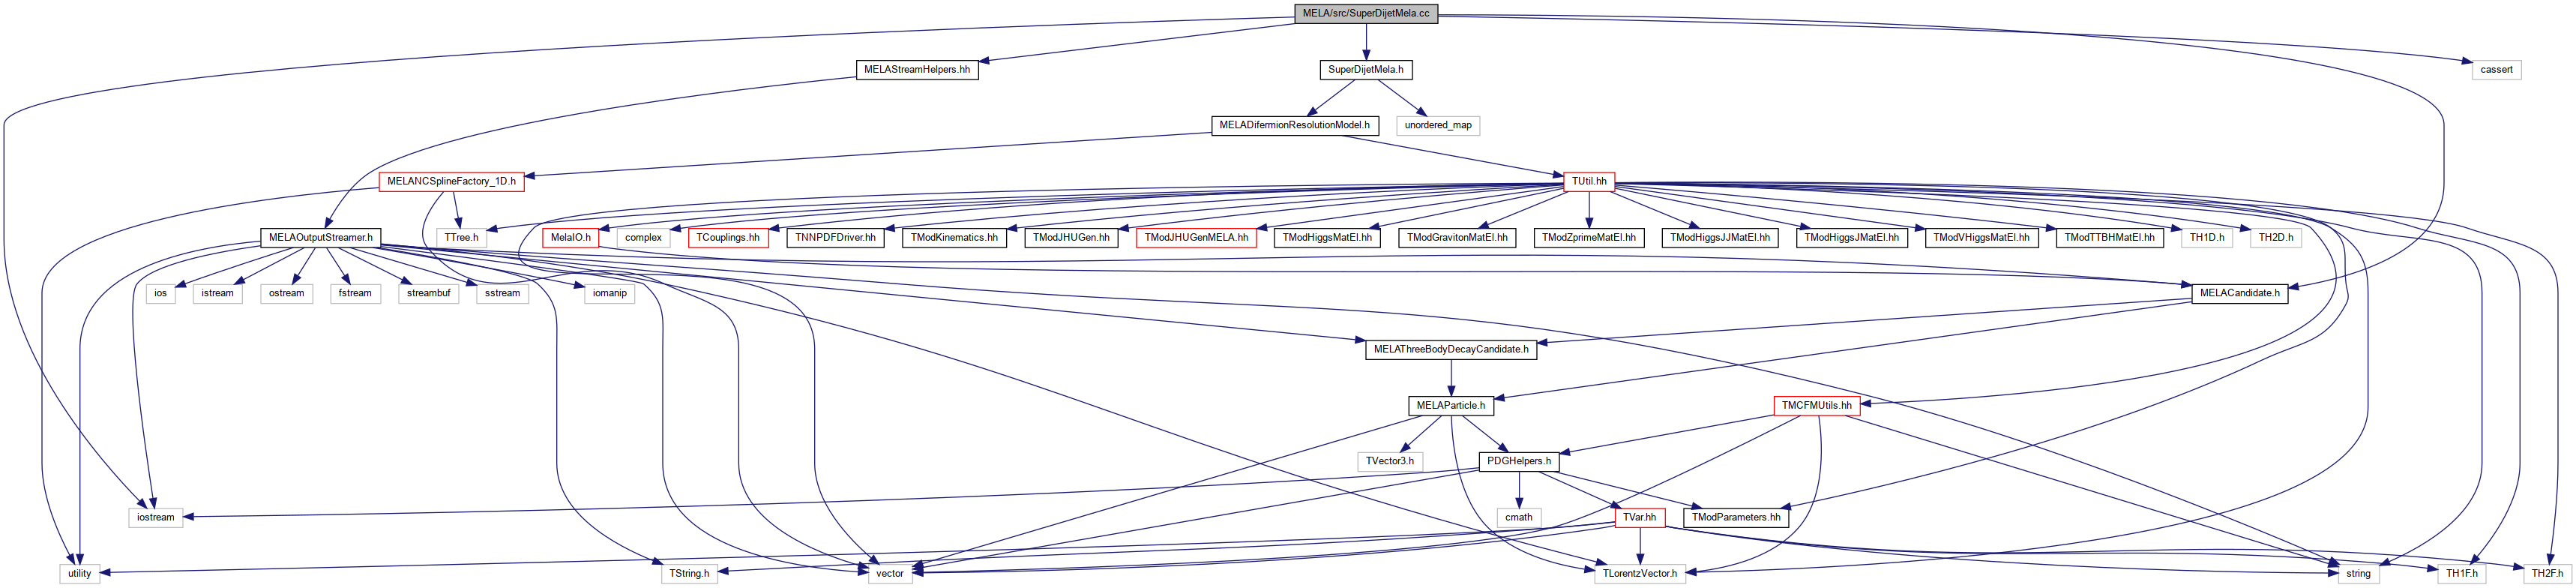 MELA/src/SuperDijetMela.cc
MELAStreamHelpers.hh
SuperDijetMela.h
cassert
MELADifermionResolutionModel.h
unordered_map
MELANCSplineFactory_1D.h
TUtil.hh
MELAOutputStreamer.h
TTree.h
MelaIO.h
complex
TCouplings.hh
TNNPDFDriver.hh
TModKinematics.hh
TModJHUGen.hh
TModJHUGenMELA.hh
TModHiggsMatEl.hh
TModGravitonMatEl.hh
TModZprimeMatEl.hh
TModHiggsJJMatEl.hh
TModHiggsJMatEl.hh
TModVHiggsMatEl.hh
TModTTBHMatEl.hh
TH1D.h
TH2D.h
ios
istream
ostream
fstream
streambuf
sstream
iomanip
MELACandidate.h
MELAThreeBodyDecayCandidate.h
MELAParticle.h
TMCFMUtils.hh
TVector3.h
PDGHelpers.h
iostream
cmath
TVar.hh
TModParameters.hh
utility
TString.h
vector
TLorentzVector.h
string
TH1F.h
TH2F.h